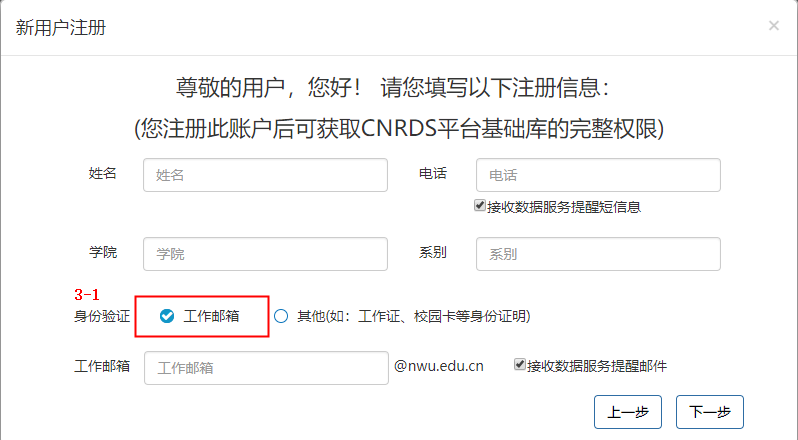 新用户注册 ×
尊敬的用户，您好！ 请您填写以下注册信息：
(您注册此账户后可获取CNRDS平台基础库的完整权限)
姓名 姓名 电话 电话
接收数据服务提醒短信息
学院 学院 系别 系别
3-1
身份验证 工作邮箱 其他(如：工作证、校园卡等身份证明)
工作邮箱 工作邮箱 @nwu.edu.cn 接收数据服务提醒邮件
上一步 下一步